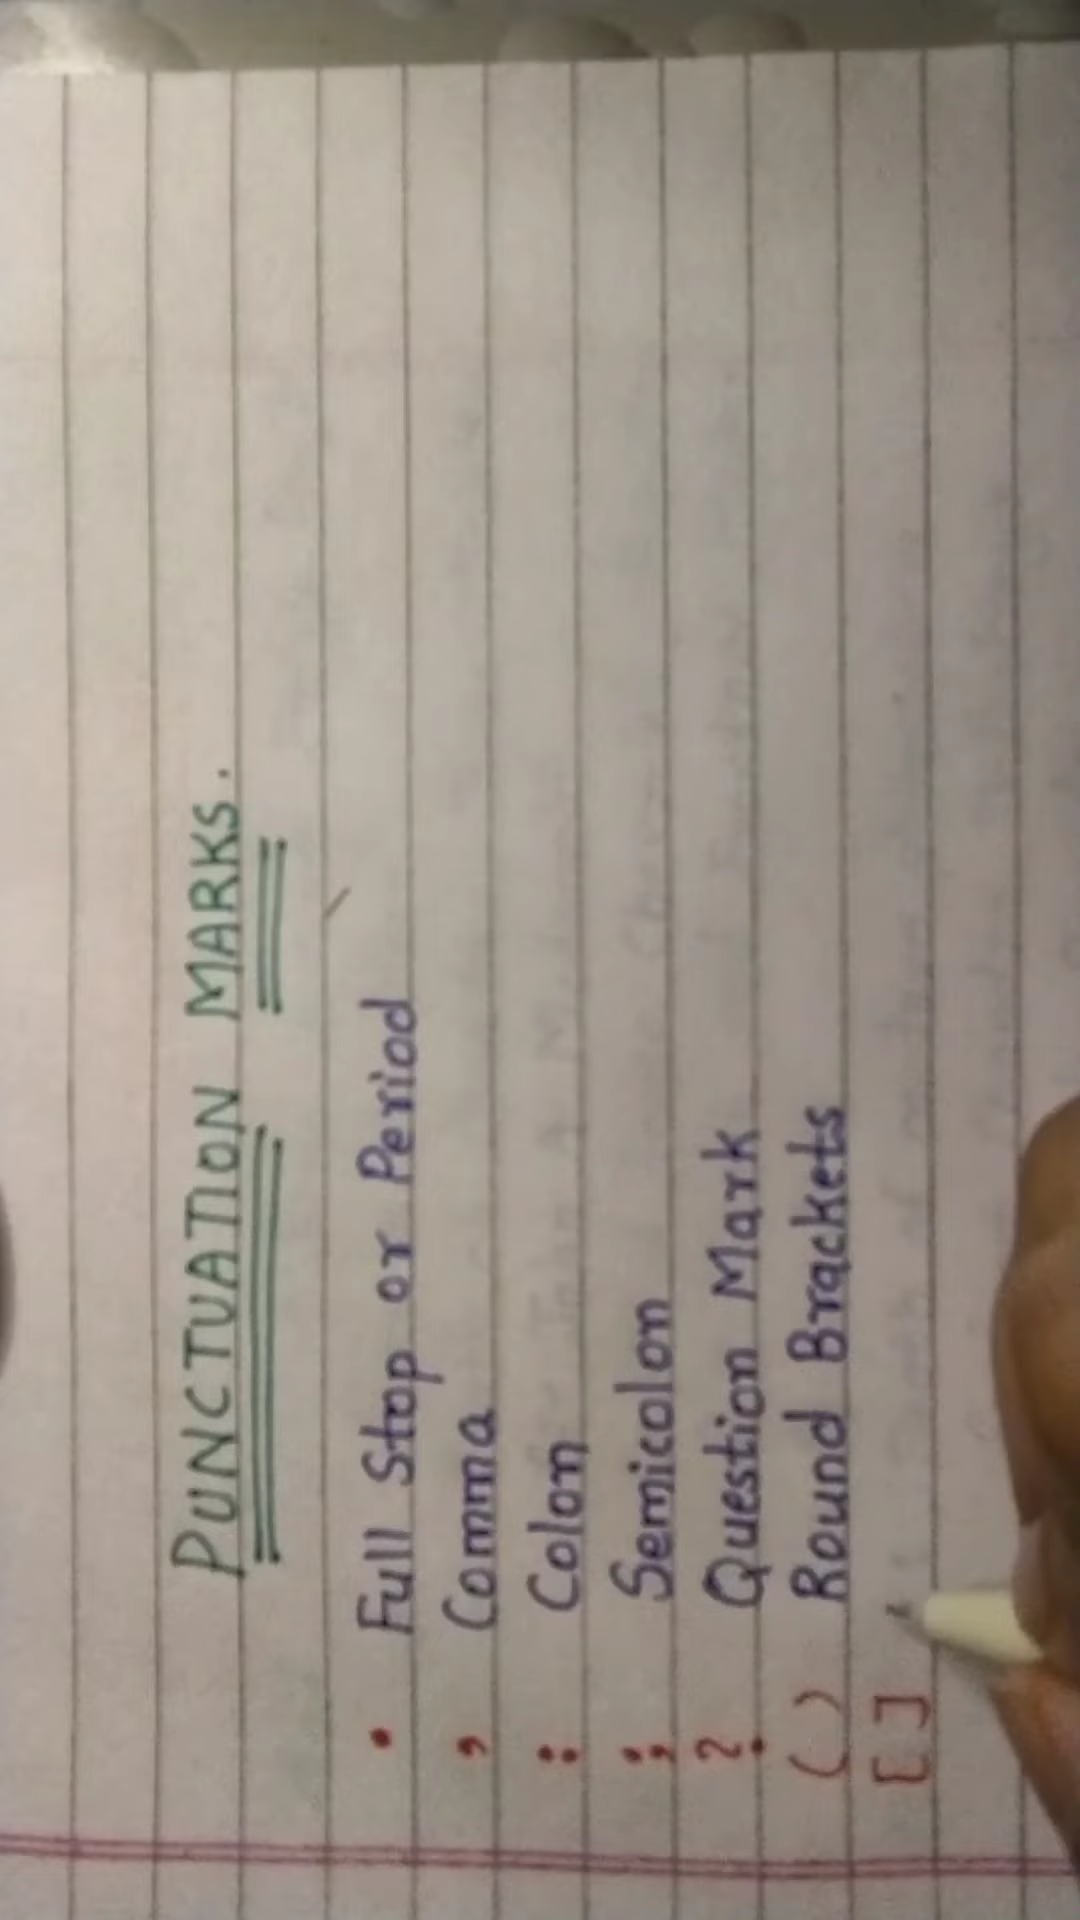 PUNCTUATION MARKS.
. Full Stop or Period
, Comma
: Colon
; Semicolon
? Question Mark
( ) Round Brackets
[ ]